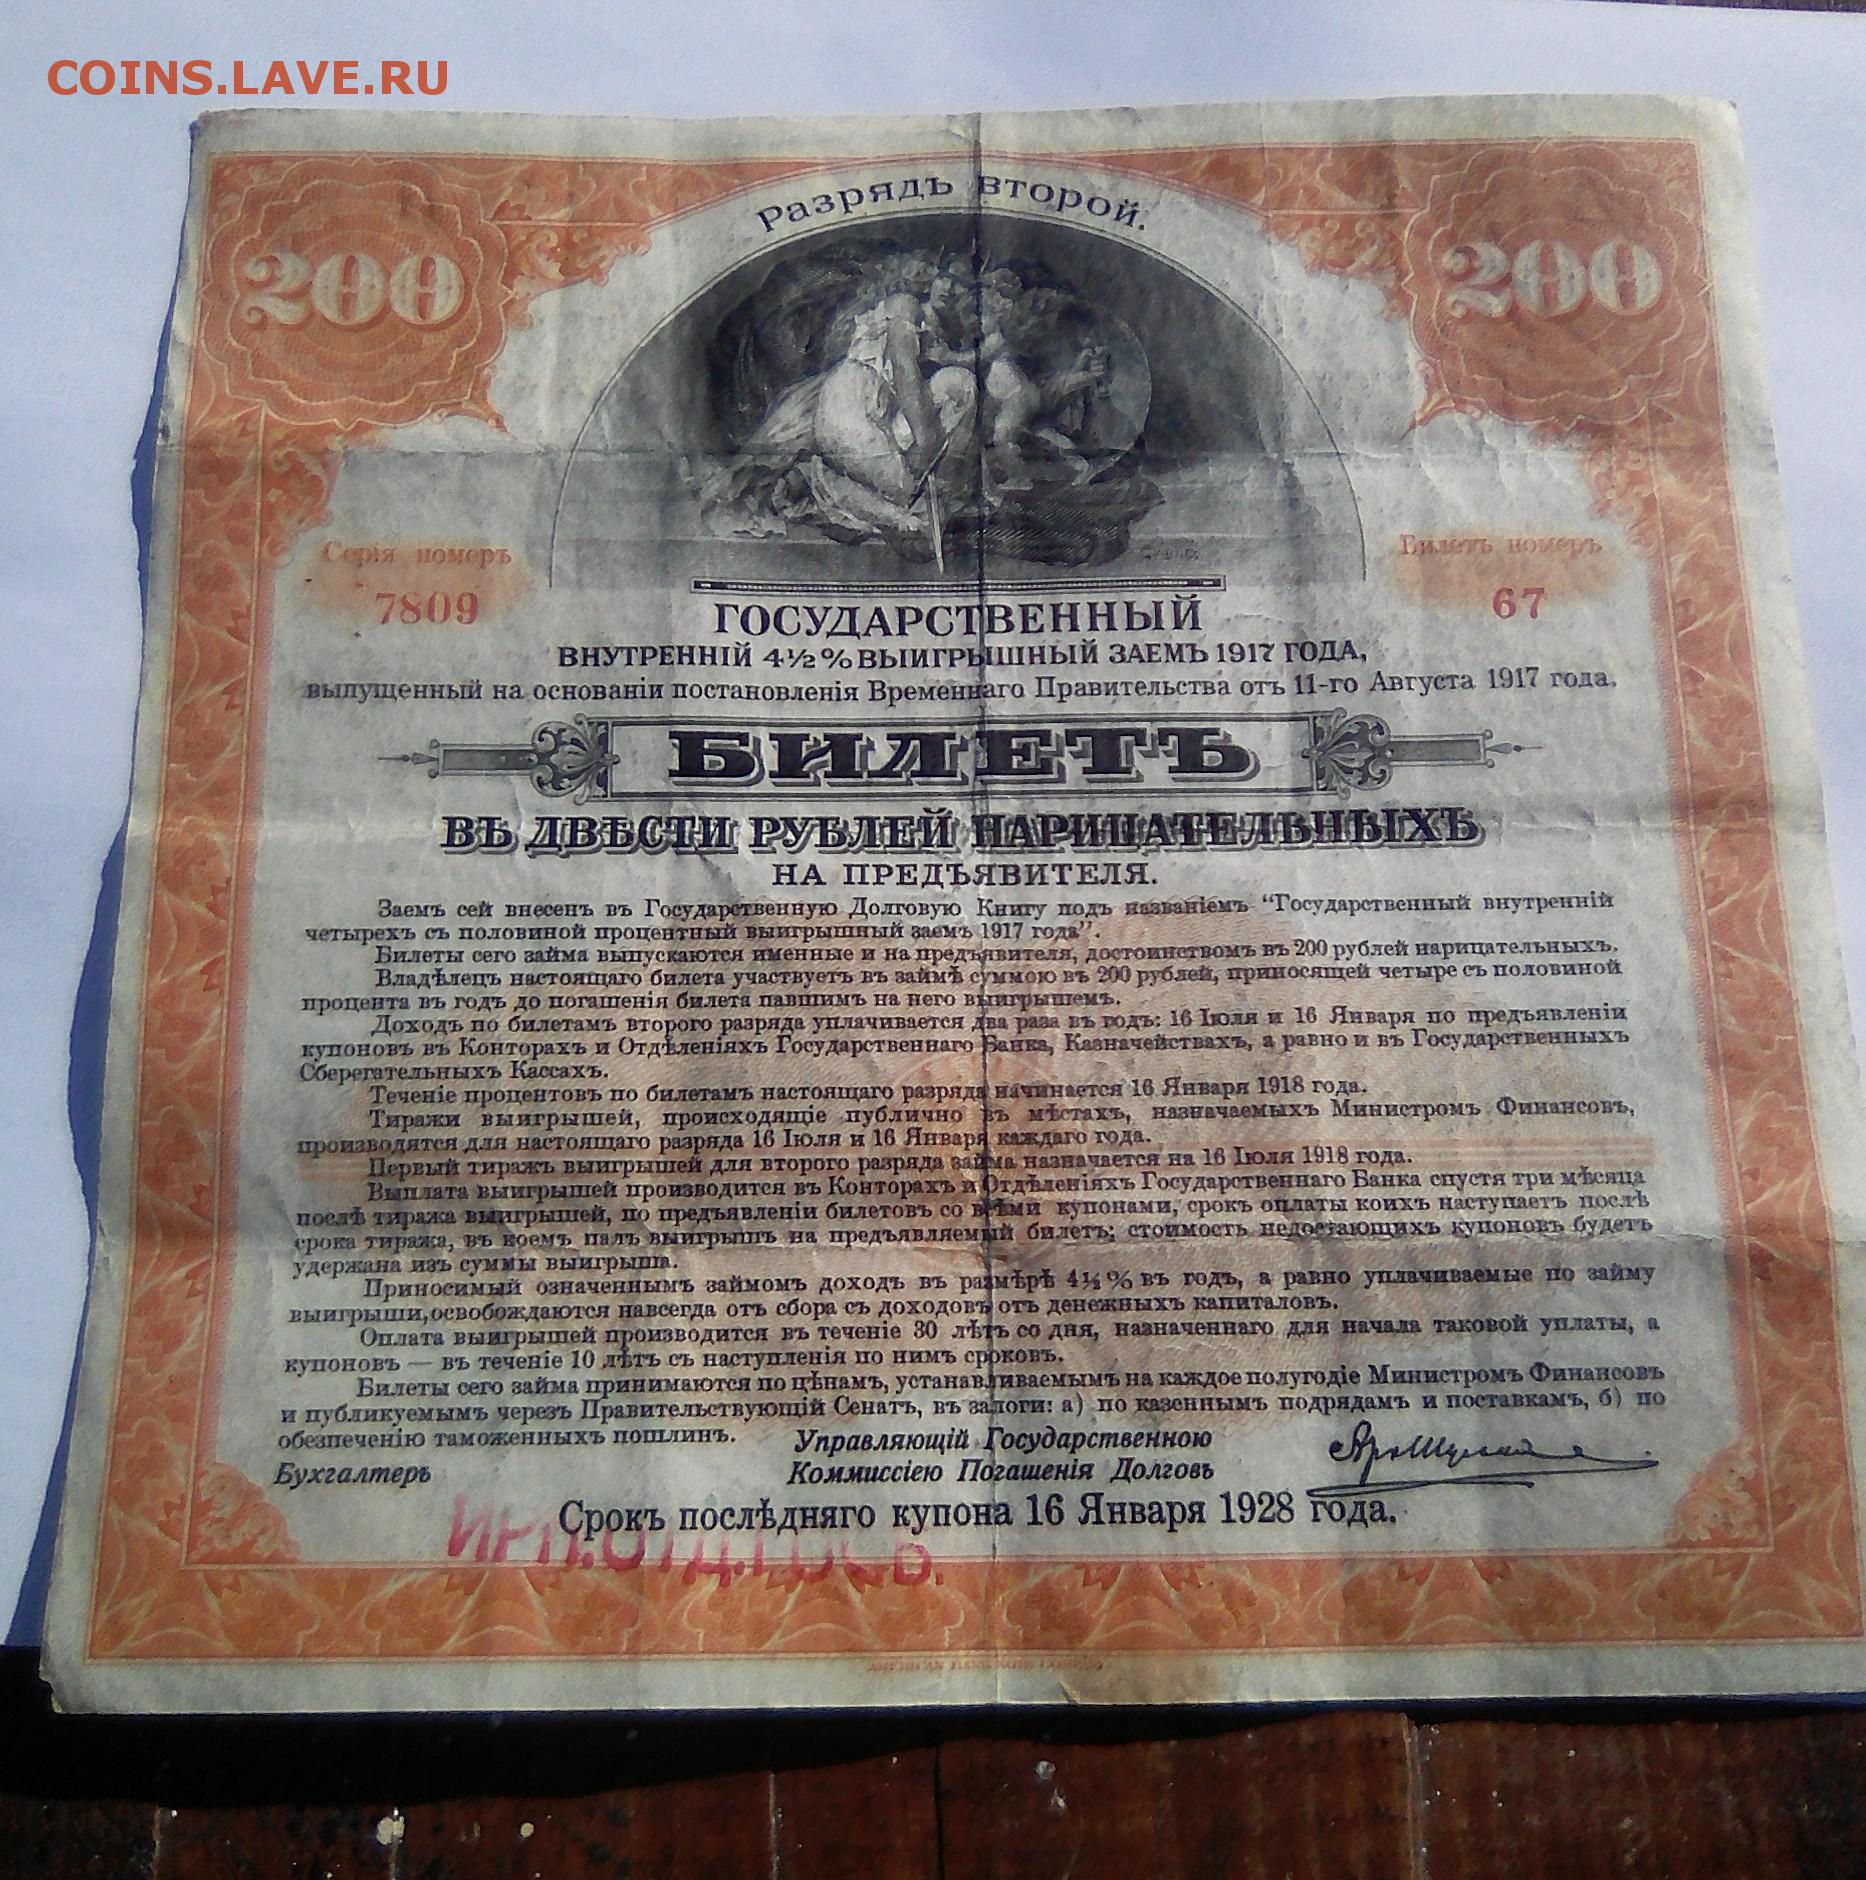 COINS.LAVE.RU
Разрядъ второй.
200 200
Серія номеръ Билетъ номеръ
7809 67
ГОСУДАРСТВЕННЫЙ
ВНУТРЕННІЙ 4½% ВЫИГРЫШНЫЙ ЗАЕМЪ 1917 ГОДА,
выпущенный на основаніи постановленія Временнаго Правительства отъ 11-го Августа 1917 года.
БИЛЕТЪ
ВЪ ДВѢСТИ РУБЛЕЙ НАРИЦАТЕЛЬНЫХЪ
НА ПРЕДЪЯВИТЕЛЯ.
Заемъ сей внесенъ въ Государственную Долговую Книгу подъ названіемъ “Государственный внутренній
четырехъ съ половиной процентный выигрышный заемъ 1917 года”.
Билеты сего займа выпускаются именные и на предъявителя, достоинствомъ въ 200 рублей нарицательныхъ.
Владѣлецъ настоящаго билета участвуетъ въ займѣ суммою въ 200 рублей, приносящей четыре съ половиной
процента въ годъ до погашенія билета павшимъ на него выигрышемъ.
Доходъ по билетамъ второго разряда уплачивается два раза въ годъ: 16 Іюля и 16 Января по предъявленіи
купоновъ въ Конторахъ и Отдѣленіяхъ Государственнаго Банка, Казначействахъ, а равно и въ Государственныхъ
Сберегательныхъ Кассахъ.
Теченіе процентовъ по билетамъ настоящаго разряда начинается 16 Января 1918 года.
Тиражи выигрышей, происходящіе публично въ мѣстахъ, назначаемыхъ Министромъ Финансовъ,
производятся для настоящаго разряда 16 Іюля и 16 Января каждаго года.
Первый тиражъ выигрышей для второго разряда займа назначается на 16 Іюля 1918 года.
Выплата выигрышей производится въ Конторахъ и Отдѣленіяхъ Государственнаго Банка спустя три мѣсяца
послѣ тиража выигрышей, по предъявленіи билетовъ со всѣми купонами, срокъ оплаты коихъ наступаетъ послѣ
срока тиража, въ коемъ палъ выигрышъ на предъявляемый билетъ; стоимость недостающихъ купоновъ будетъ
удержана изъ суммы выигрыша.
Приносимый означеннымъ займомъ доходъ въ размѣрѣ 4½% въ годъ, а равно уплачиваемые по займу
выигрыши, освобождаются навсегда отъ сбора съ доходовъ отъ денежныхъ капиталовъ.
Оплата выигрышей производится въ теченіе 30 лѣтъ со дня, назначеннаго для начала таковой уплаты, а
купоновъ — въ теченіе 10 лѣтъ съ наступленія по нимъ сроковъ.
Билеты сего займа принимаются по цѣнамъ, устанавливаемымъ на каждое полугодіе Министромъ Финансовъ
и публикуемымъ черезъ Правительствующій Сенатъ, въ залоги: а) по казеннымъ подрядамъ и поставкамъ, б) по
обезпеченію таможенныхъ пошлинъ.
Управляющій Государственною
Бухгалтеръ Коммиссіею Погашенія Долговъ
Срокъ послѣдняго купона 16 Января 1928 года.
ИРК.ОТД.ГОС.Б.